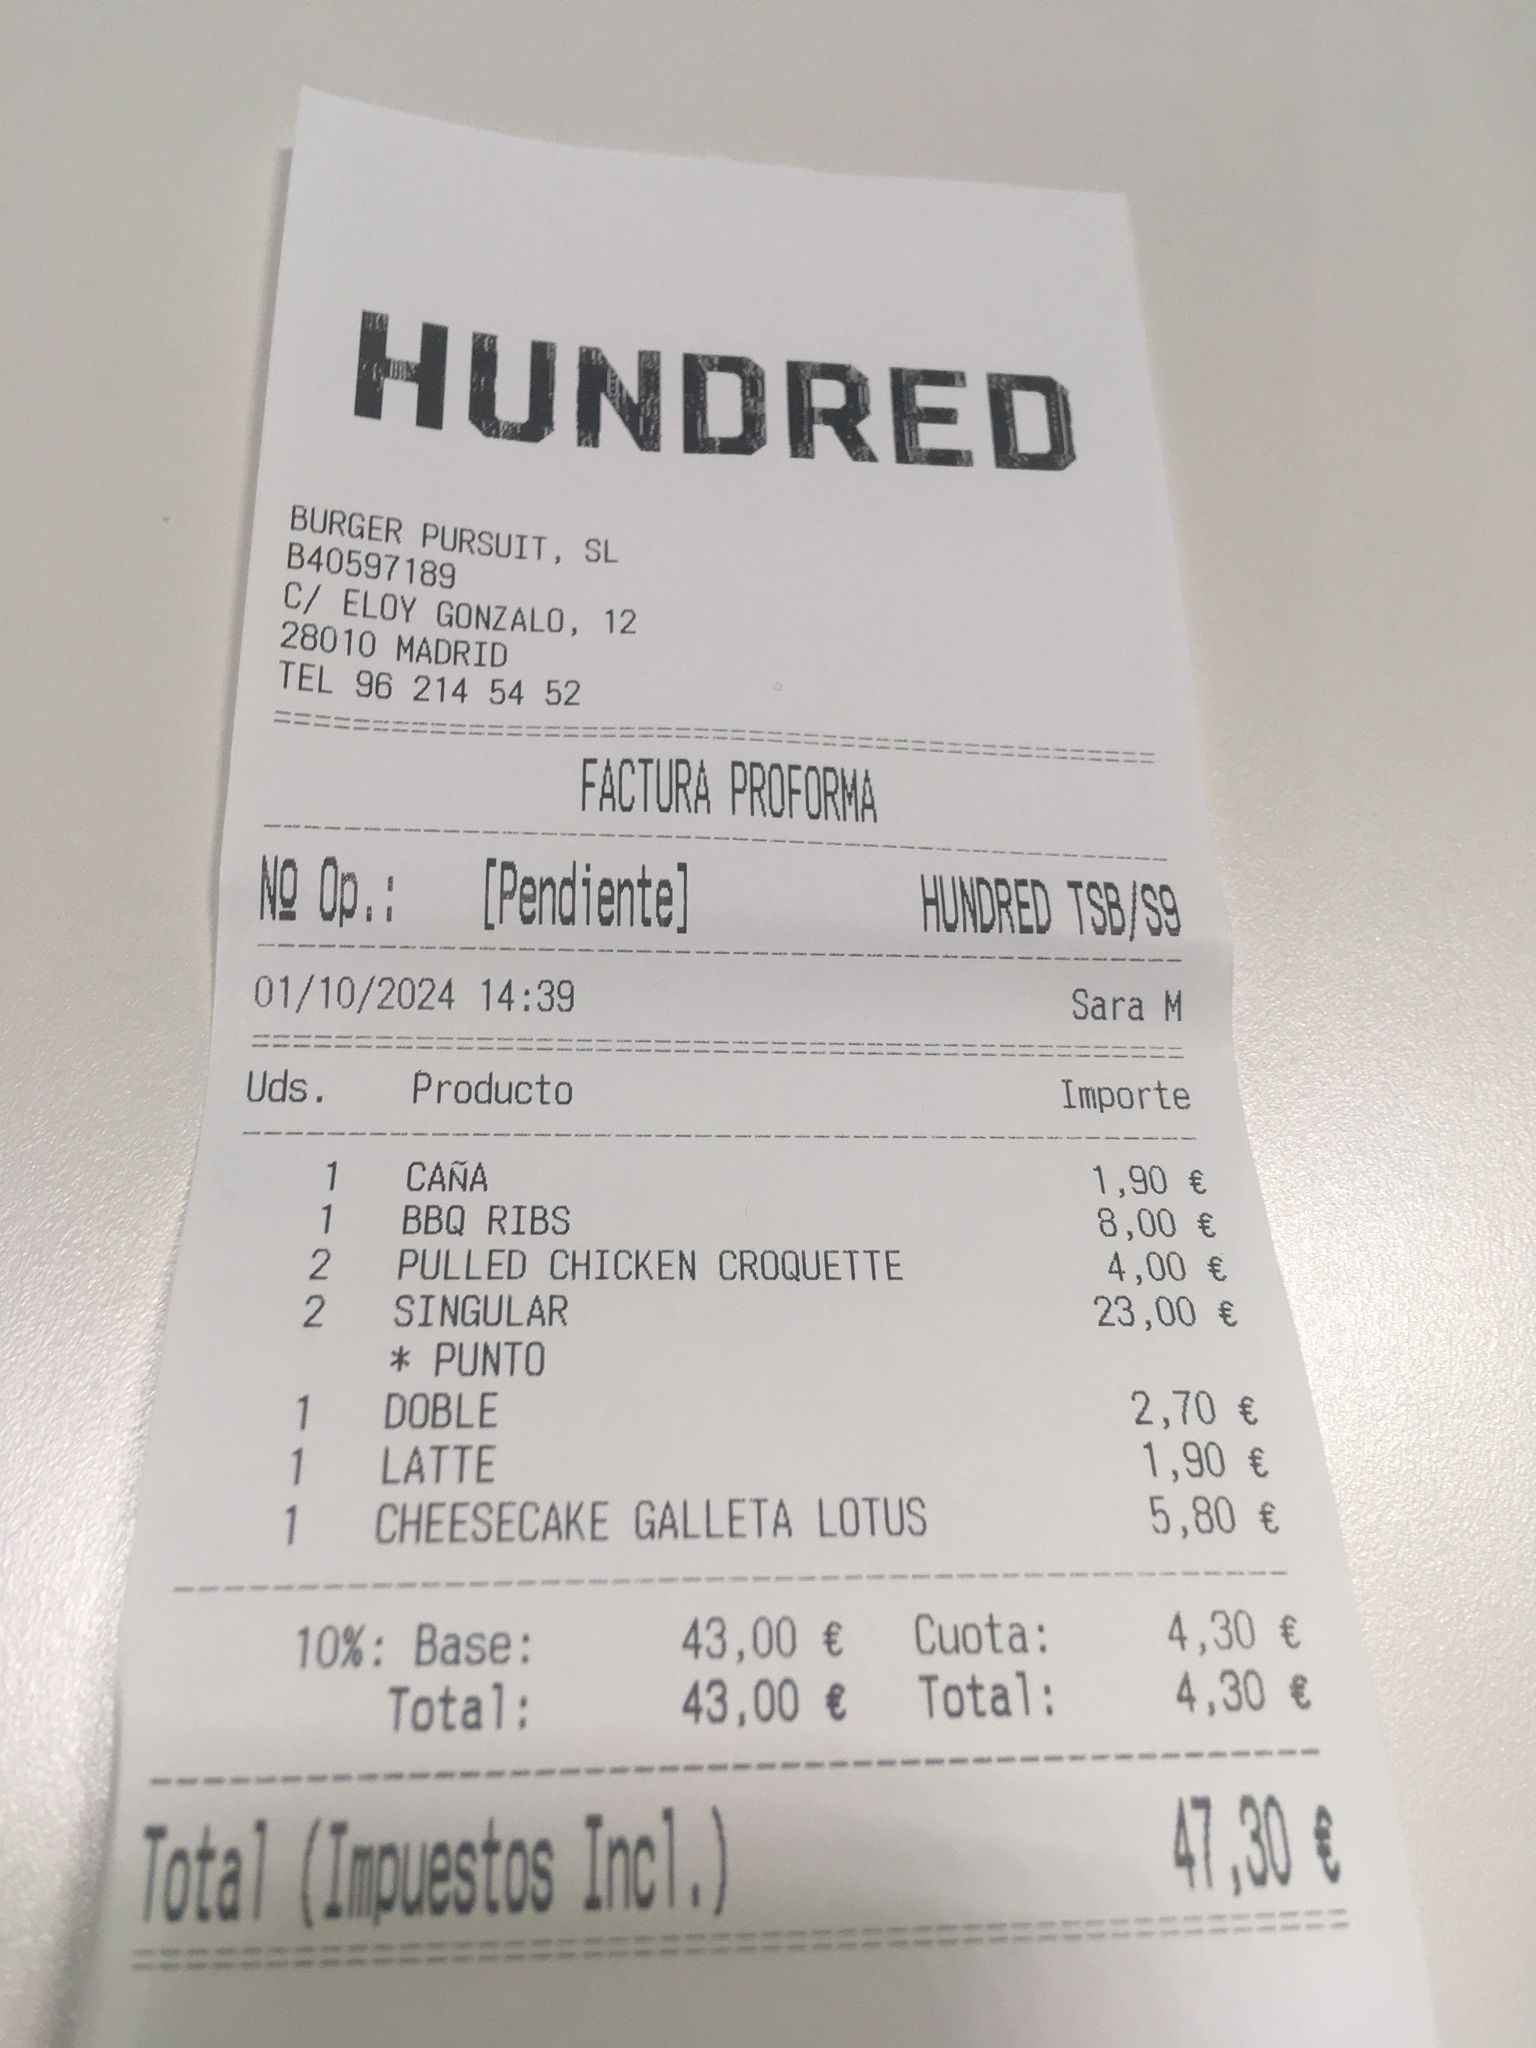 HUNDRED
BURGER PURSUIT, SL
B40597189
C/ ELOY GONZALO, 12
28010 MADRID
TEL 96 214 54 52
FACTURA PROFORMA
Nº Op.: [Pendiente] HUNDRED TSB/S9
01/10/2024 14:39 Sara M
Uds. Producto Importe
1 CAÑA 1,90 €
1 BBQ RIBS 8,00 €
2 PULLED CHICKEN CROQUETTE 4,00 €
2 SINGULAR 23,00 €
* PUNTO
1 DOBLE 2,70 €
1 LATTE 1,90 €
1 CHEESECAKE GALLETA LOTUS 5,80 €
10%: Base: 43,00 € Cuota: 4,30 €
Total: 43,00 € Total: 4,30 €
Total (Impuestos Incl.) 47,30 €